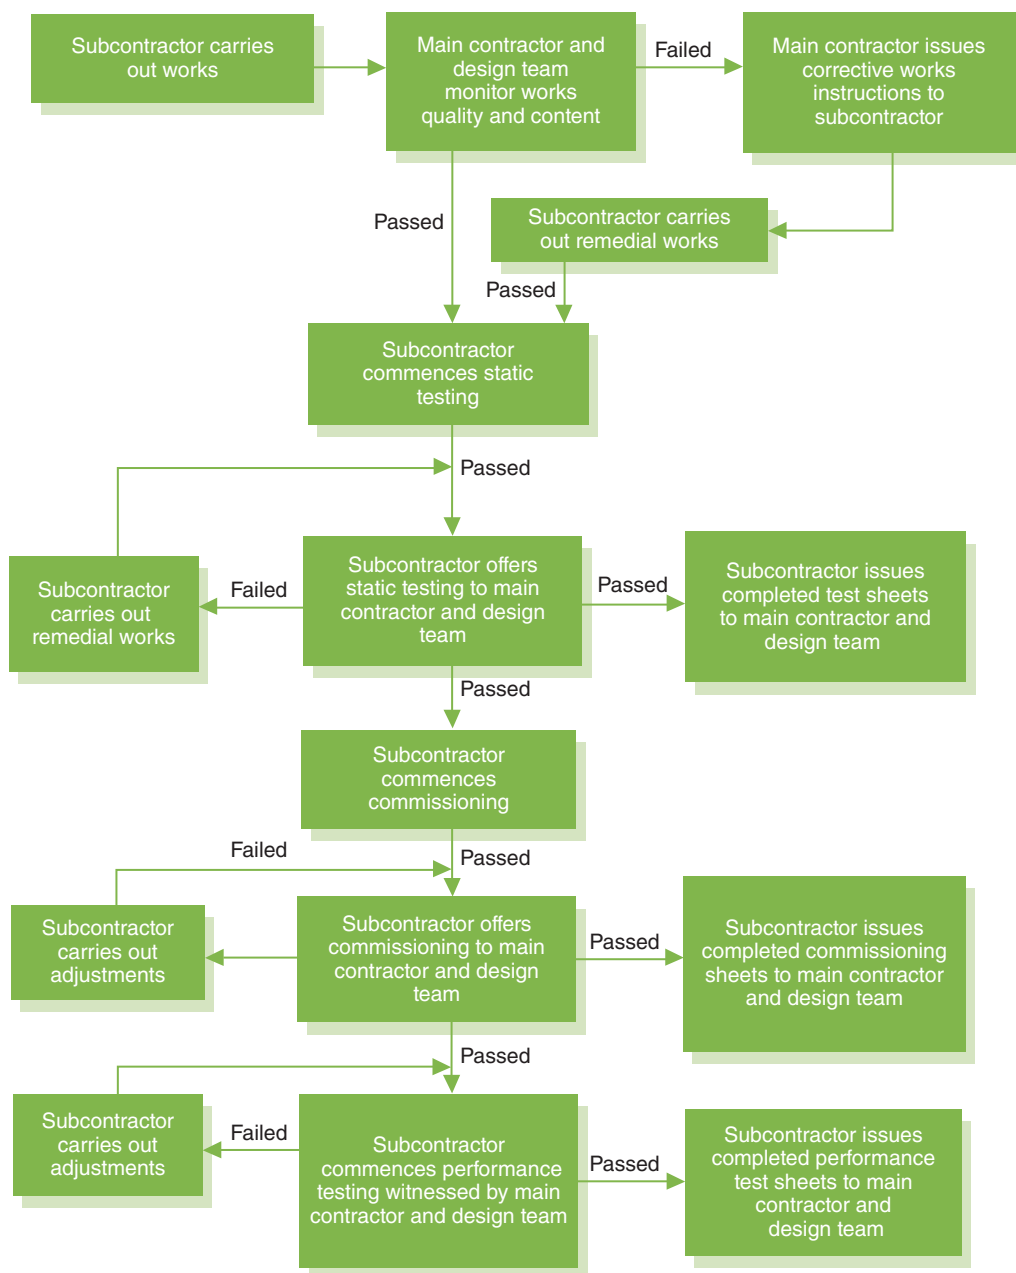 Subcontractor carries
out works
Main contractor and
design team
monitor works
quality and content
Failed
Main contractor issues
corrective works
instructions to
subcontractor
Passed
Subcontractor carries
out remedial works
Passed
Subcontractor
commences static
testing
Passed
Subcontractor
carries out
remedial works
Failed
Subcontractor offers
static testing to main
contractor and design
team
Passed
Subcontractor issues
completed test sheets
to main contractor and
design team
Passed
Subcontractor
commences
commissioning
Failed
Passed
Subcontractor
carries out
adjustments
Subcontractor offers
commissioning to main
contractor and design
team
Passed
Subcontractor issues
completed commissioning
sheets to main contractor
and design team
Passed
Subcontractor
carries out
adjustments
Failed
Subcontractor
commences performance
testing witnessed by main
contractor and design team
Passed
Subcontractor issues
completed performance
test sheets to main
contractor and
design team